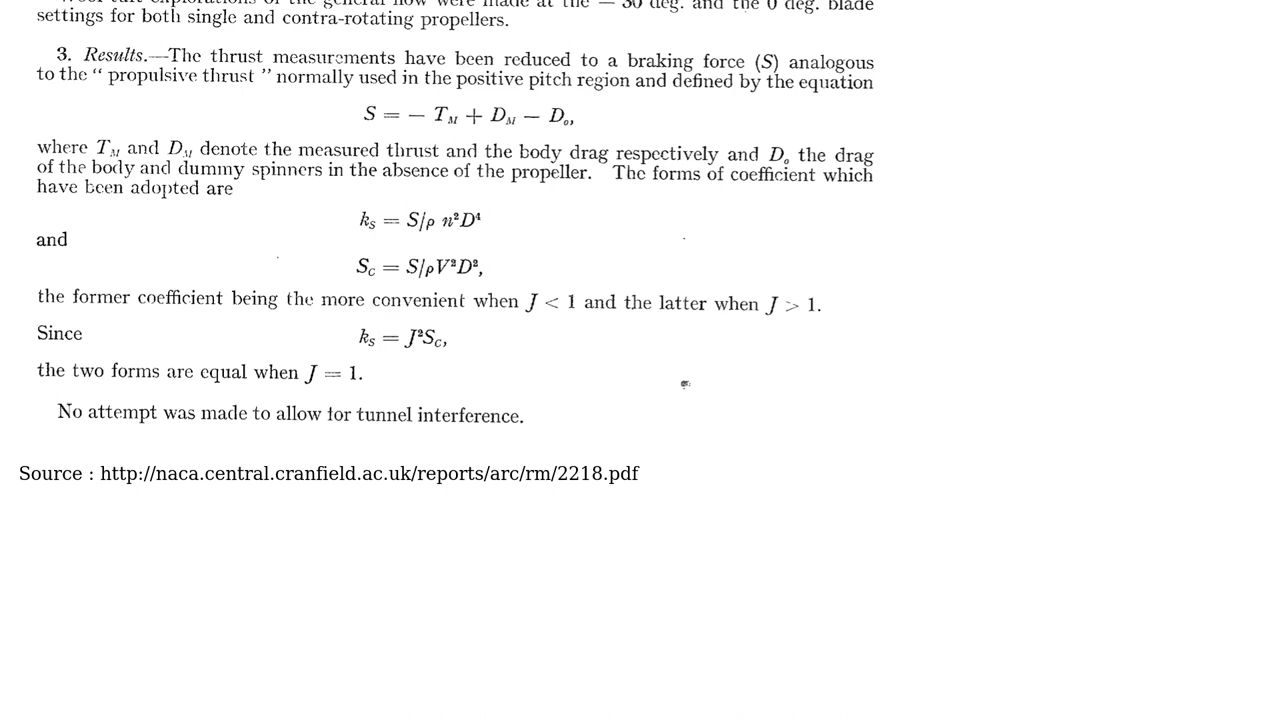 settings for both single and contra-rotating propellers.
3. Results.—The thrust measurements have been reduced to a braking force (S) analogous
to the “ propulsive thrust ” normally used in the positive pitch region and defined by the equation
S = — T_M + D_M — D_o,
where T_M and D_M denote the measured thrust and the body drag respectively and D_o the drag
of the body and dummy spinners in the absence of the propeller. The forms of coefficient which
have been adopted are
k_S = S/ρ n²D⁴
and
S_C = S/ρV²D²,
the former coefficient being the more convenient when J < 1 and the latter when J > 1.
Since k_S = J²S_C,
the two forms are equal when J = 1.
No attempt was made to allow for tunnel interference.
Source : http://naca.central.cranfield.ac.uk/reports/arc/rm/2218.pdf